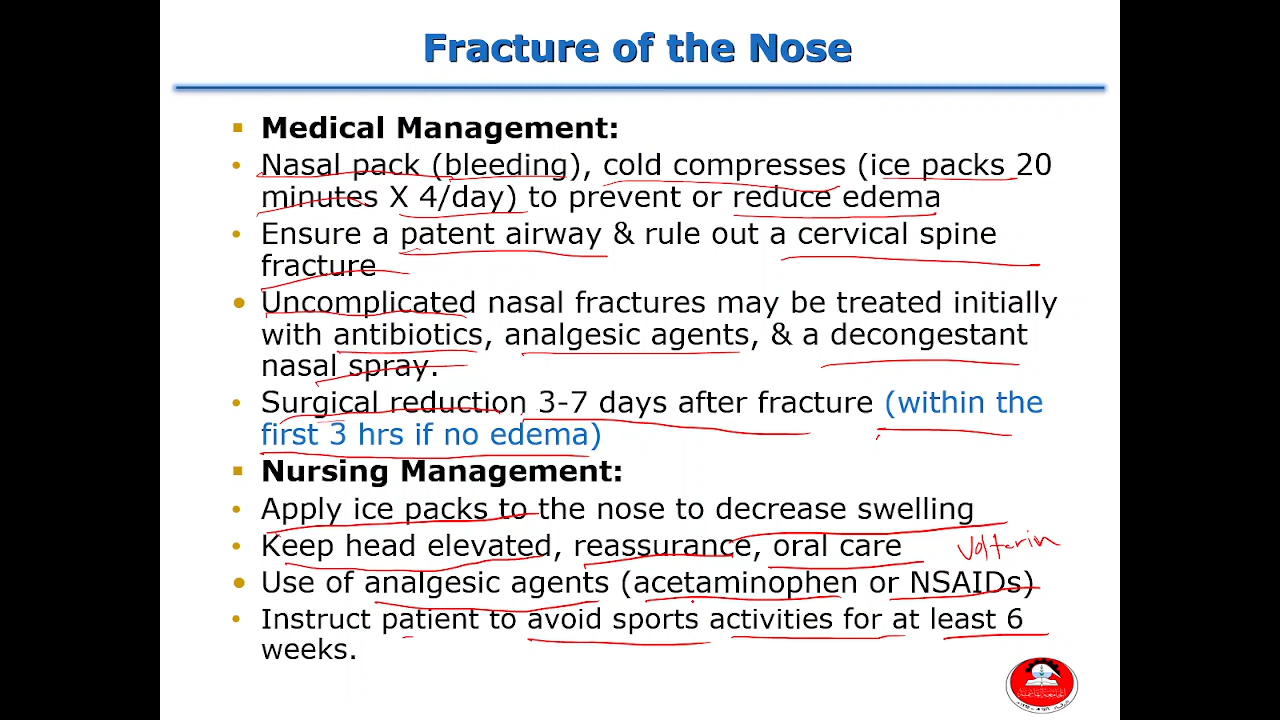 Fracture of the Nose
Medical Management:
Nasal pack (bleeding), cold compresses (ice packs 20
minutes X 4/day) to prevent or reduce edema
Ensure a patent airway & rule out a cervical spine
fracture
Uncomplicated nasal fractures may be treated initially
with antibiotics, analgesic agents, & a decongestant
nasal spray.
Surgical reduction 3-7 days after fracture (within the
first 3 hrs if no edema)
Nursing Management:
Apply ice packs to the nose to decrease swelling
Keep head elevated, reassurance, oral care
Volterin
Use of analgesic agents (acetaminophen or NSAIDs)
Instruct patient to avoid sports activities for at least 6
weeks.